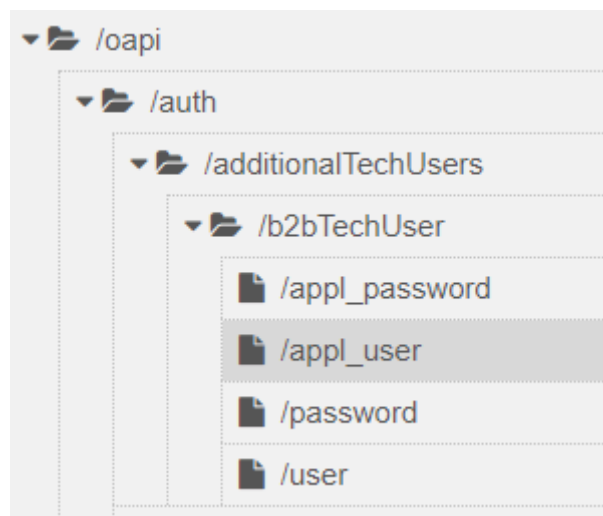 /oapi
/auth
/additionalTechUsers
/b2bTechUser
/appl_password
/appl_user
/password
/user